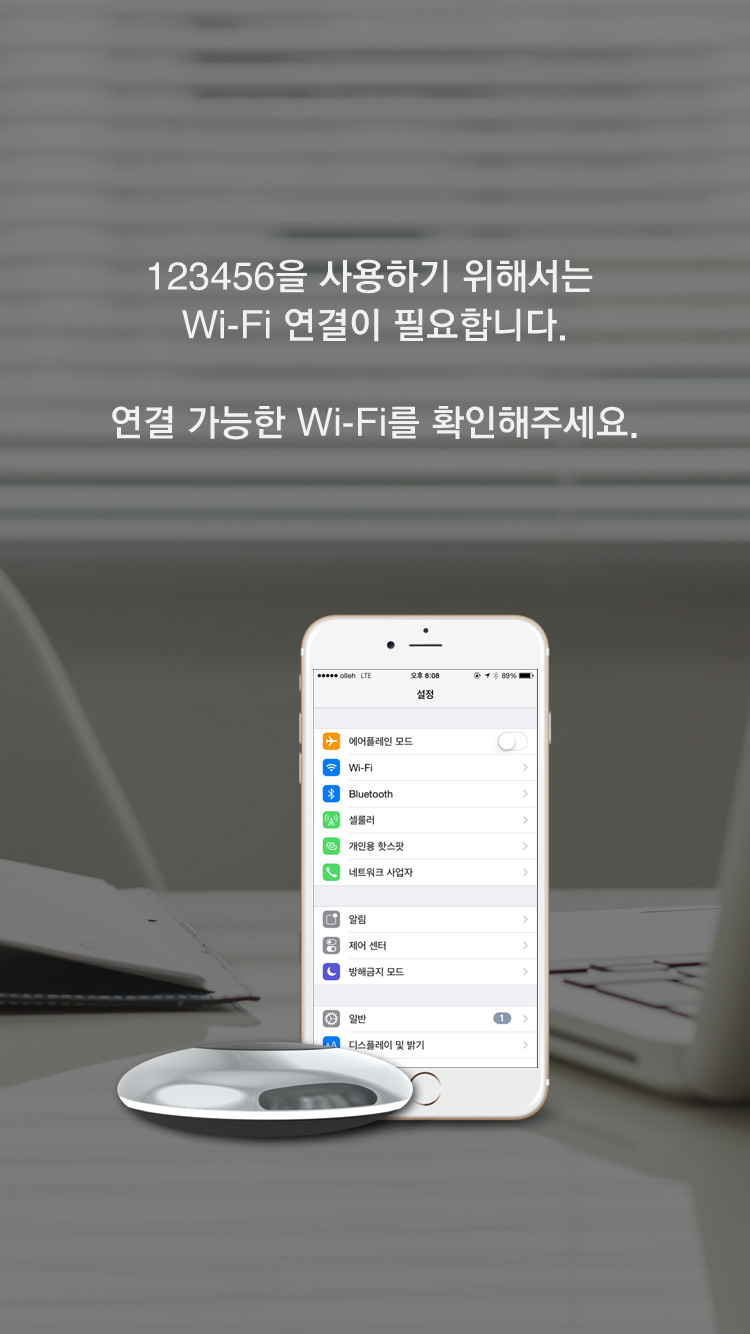 123456을 사용하기 위해서는
Wi-Fi 연결이 필요합니다.
연결 가능한 Wi-Fi를 확인해주세요.
olleh LTE 오후 8:08 89%
설정
에어플레인 모드
Wi-Fi
Bluetooth
셀룰러
개인용 핫스팟
네트워크 사업자
알림
제어 센터
방해금지 모드
일반 1
AA 디스플레이 및 밝기